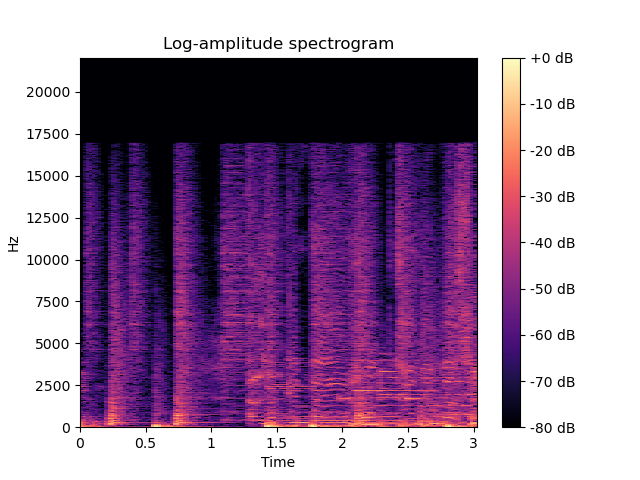 Log-amplitude spectrogram
Hz
20000
17500
15000
12500
10000
7500
5000
2500
0
0 0.5 1 1.5 2 2.5 3
Time
+0 dB
-10 dB
-20 dB
-30 dB
-40 dB
-50 dB
-60 dB
-70 dB
-80 dB